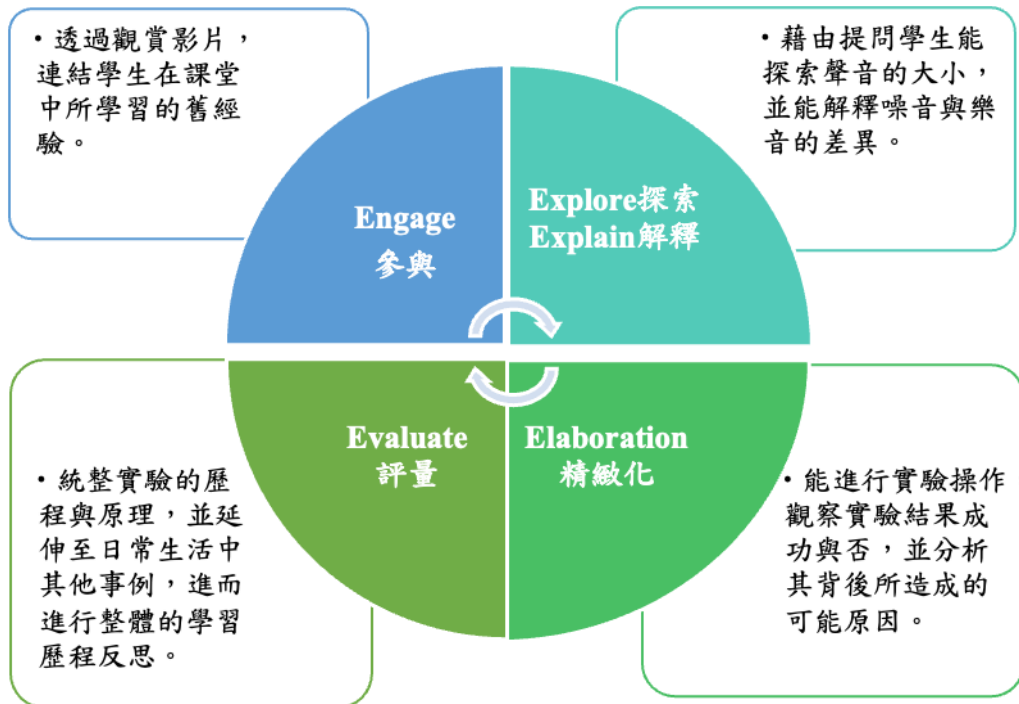 • 透過觀賞影片，
連結學生在課堂
中所學習的舊經
驗。
• 藉由提問學生能
探索聲音的大小，
並能解釋噪音與樂
音的差異。
Engage
參與
Explore探索
Explain解釋
Evaluate
評量
Elaboration
精緻化
• 統整實驗的歷
程與原理，並延
伸至日常生活中
其他事例，進而
進行整體的學習
歷程反思。
• 能進行實驗操作
觀察實驗結果成
功與否，並分析
其背後所造成的
可能原因。